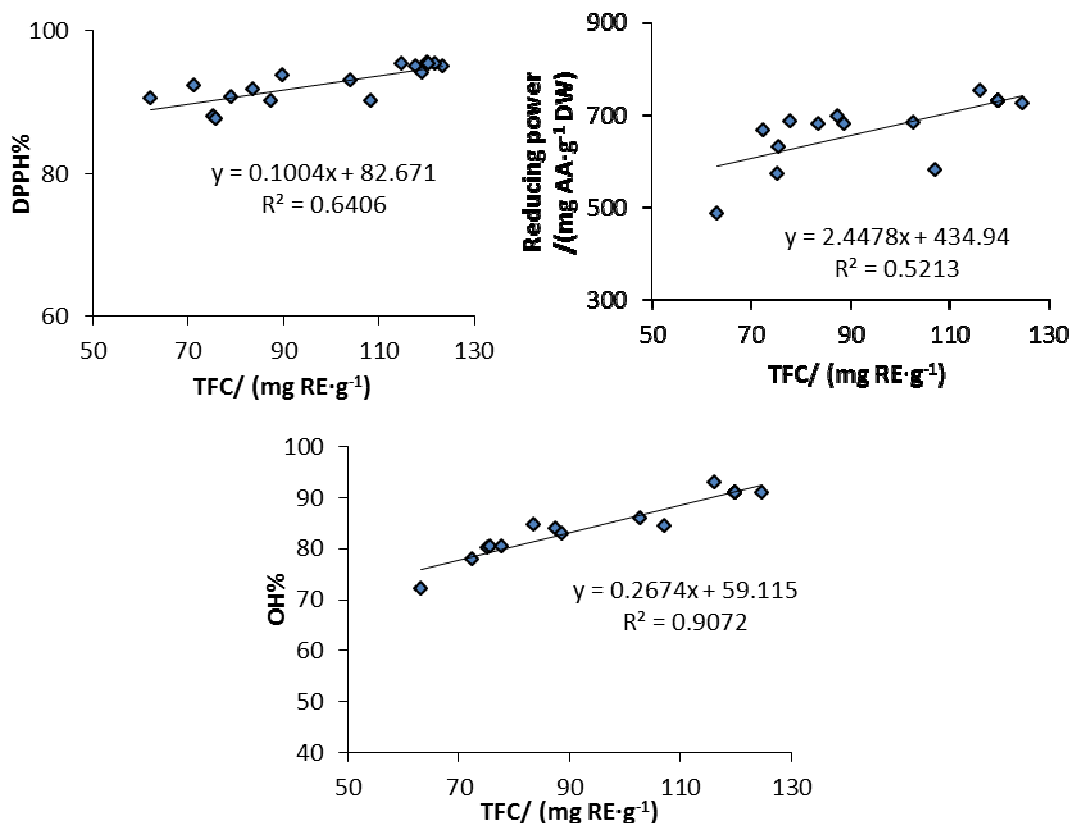 100
80
60
DPPH%
y = 0.1004x + 82.671
R² = 0.6406
50 70 90 110 130
TFC/ (mg RE·g⁻¹)
900
700
500
300
Reducing power
/(mg AA·g⁻¹ DW)
y = 2.4478x + 434.94
R² = 0.5213
50 70 90 110 130
TFC/ (mg RE·g⁻¹)
100
90
80
70
60
50
40
OH%
y = 0.2674x + 59.115
R² = 0.9072
50 70 90 110 130
TFC/ (mg RE·g⁻¹)